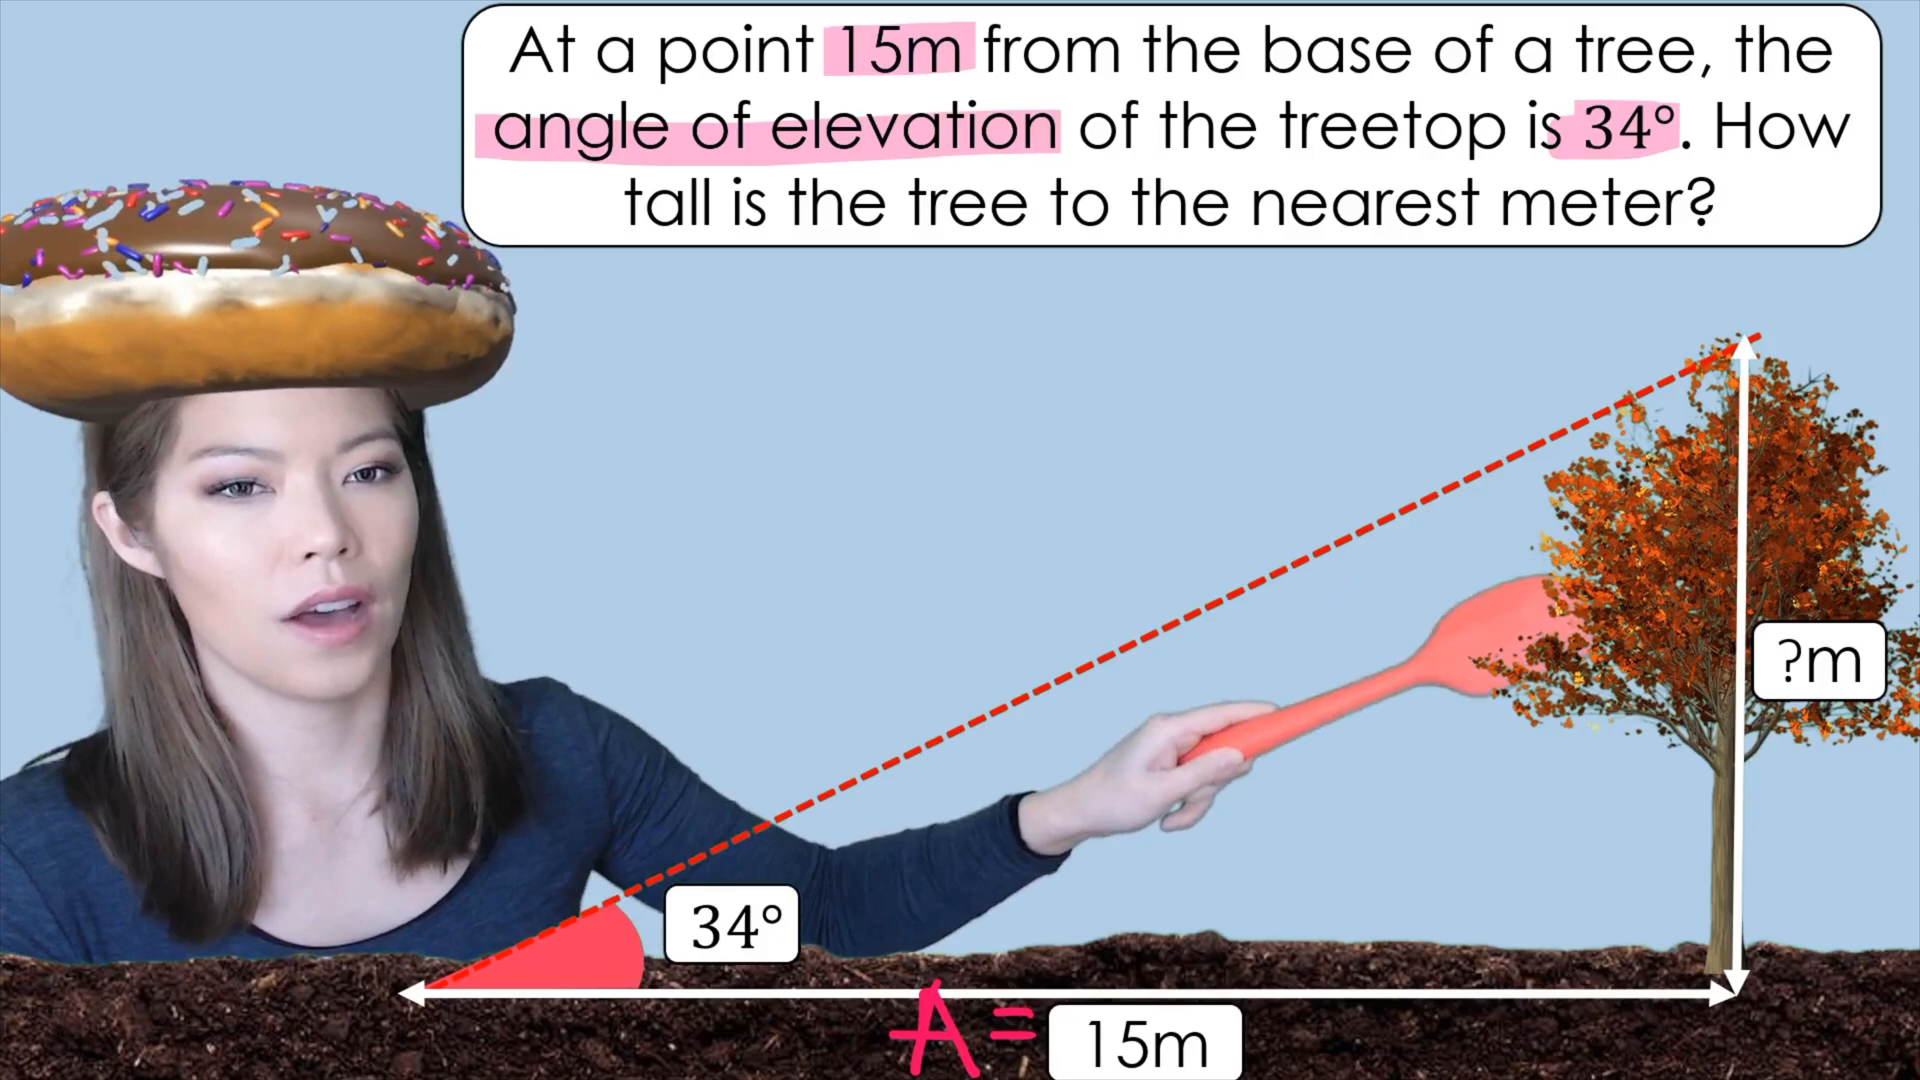 At a point 15m from the base of a tree, the
angle of elevation of the treetop is 34°. How
tall is the tree to the nearest meter?
?m
34°
A =
15m